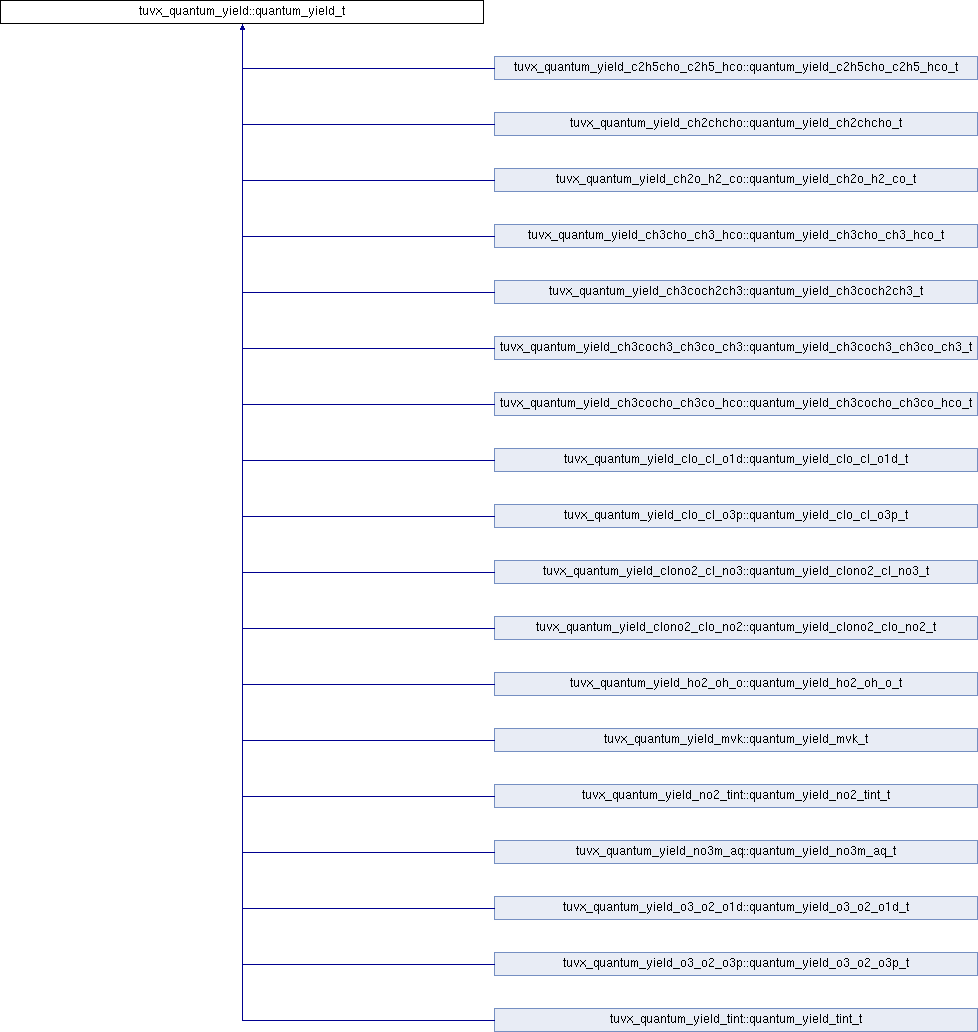 tuvx_quantum_yield::quantum_yield_t
tuvx_quantum_yield_c2h5cho_c2h5_hco::quantum_yield_c2h5cho_c2h5_hco_t
tuvx_quantum_yield_ch2chcho::quantum_yield_ch2chcho_t
tuvx_quantum_yield_ch2o_h2_co::quantum_yield_ch2o_h2_co_t
tuvx_quantum_yield_ch3cho_ch3_hco::quantum_yield_ch3cho_ch3_hco_t
tuvx_quantum_yield_ch3coch2ch3::quantum_yield_ch3coch2ch3_t
tuvx_quantum_yield_ch3coch3_ch3co_ch3::quantum_yield_ch3coch3_ch3co_ch3_t
tuvx_quantum_yield_ch3cocho_ch3co_hco::quantum_yield_ch3cocho_ch3co_hco_t
tuvx_quantum_yield_clo_cl_o1d::quantum_yield_clo_cl_o1d_t
tuvx_quantum_yield_clo_cl_o3p::quantum_yield_clo_cl_o3p_t
tuvx_quantum_yield_clono2_cl_no3::quantum_yield_clono2_cl_no3_t
tuvx_quantum_yield_clono2_clo_no2::quantum_yield_clono2_clo_no2_t
tuvx_quantum_yield_ho2_oh_o::quantum_yield_ho2_oh_o_t
tuvx_quantum_yield_mvk::quantum_yield_mvk_t
tuvx_quantum_yield_no2_tint::quantum_yield_no2_tint_t
tuvx_quantum_yield_no3m_aq::quantum_yield_no3m_aq_t
tuvx_quantum_yield_o3_o2_o1d::quantum_yield_o3_o2_o1d_t
tuvx_quantum_yield_o3_o2_o3p::quantum_yield_o3_o2_o3p_t
tuvx_quantum_yield_tint::quantum_yield_tint_t